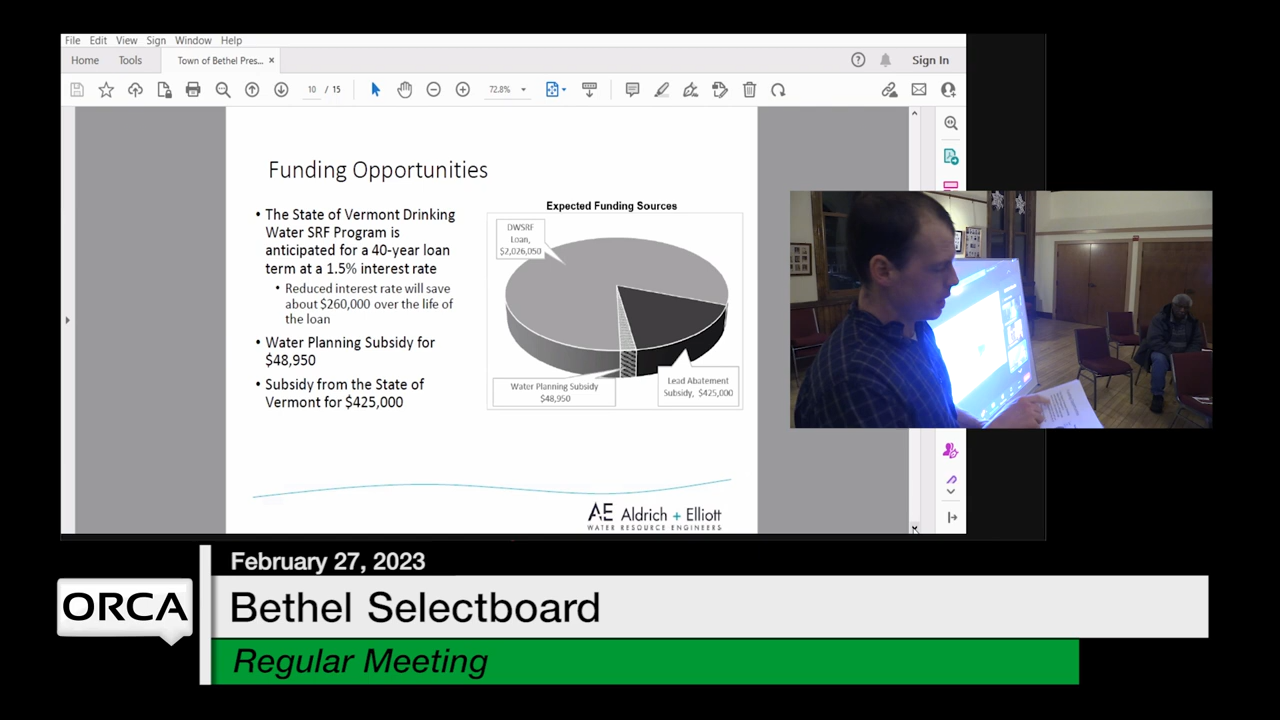 File Edit View Sign Window Help
Home Tools Town of Bethel Pres... × Sign In
10 / 15 72.8%
Funding Opportunities
• The State of Vermont Drinking
Water SRF Program is
anticipated for a 40-year loan
term at a 1.5% interest rate
• Reduced interest rate will save
about $260,000 over the life of
the loan
• Water Planning Subsidy for
$48,950
• Subsidy from the State of
Vermont for $425,000
Expected Funding Sources
DWSRF
Loan,
$2,026,050
Water Planning Subsidy
$48,950
Lead Abatement
Subsidy, $425,000
AE Aldrich + Elliott
WATER RESOURCE ENGINEERS
February 27, 2023
ORCA
Bethel Selectboard
Regular Meeting